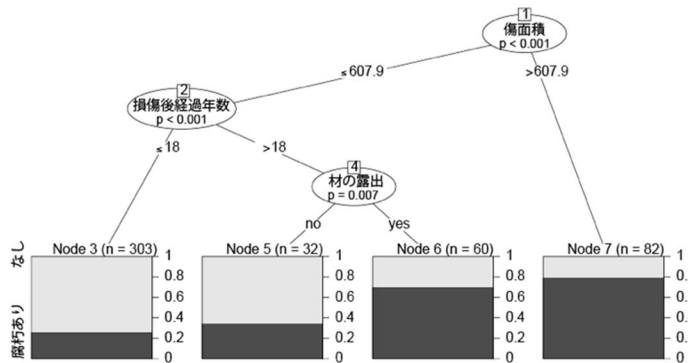 1
傷面積
p < 0.001
≤607.9
>607.9
2
損傷後経過年数
p < 0.001
≤18
>18
4
材の露出
p = 0.007
no
yes
Node 3 (n = 303)
Node 5 (n = 32)
Node 6 (n = 60)
Node 7 (n = 82)
なし
腐朽あり
1
0.8
0.6
0.4
0.2
0
1
0.8
0.6
0.4
0.2
0
1
0.8
0.6
0.4
0.2
0
1
0.
0.
0.
0.
0